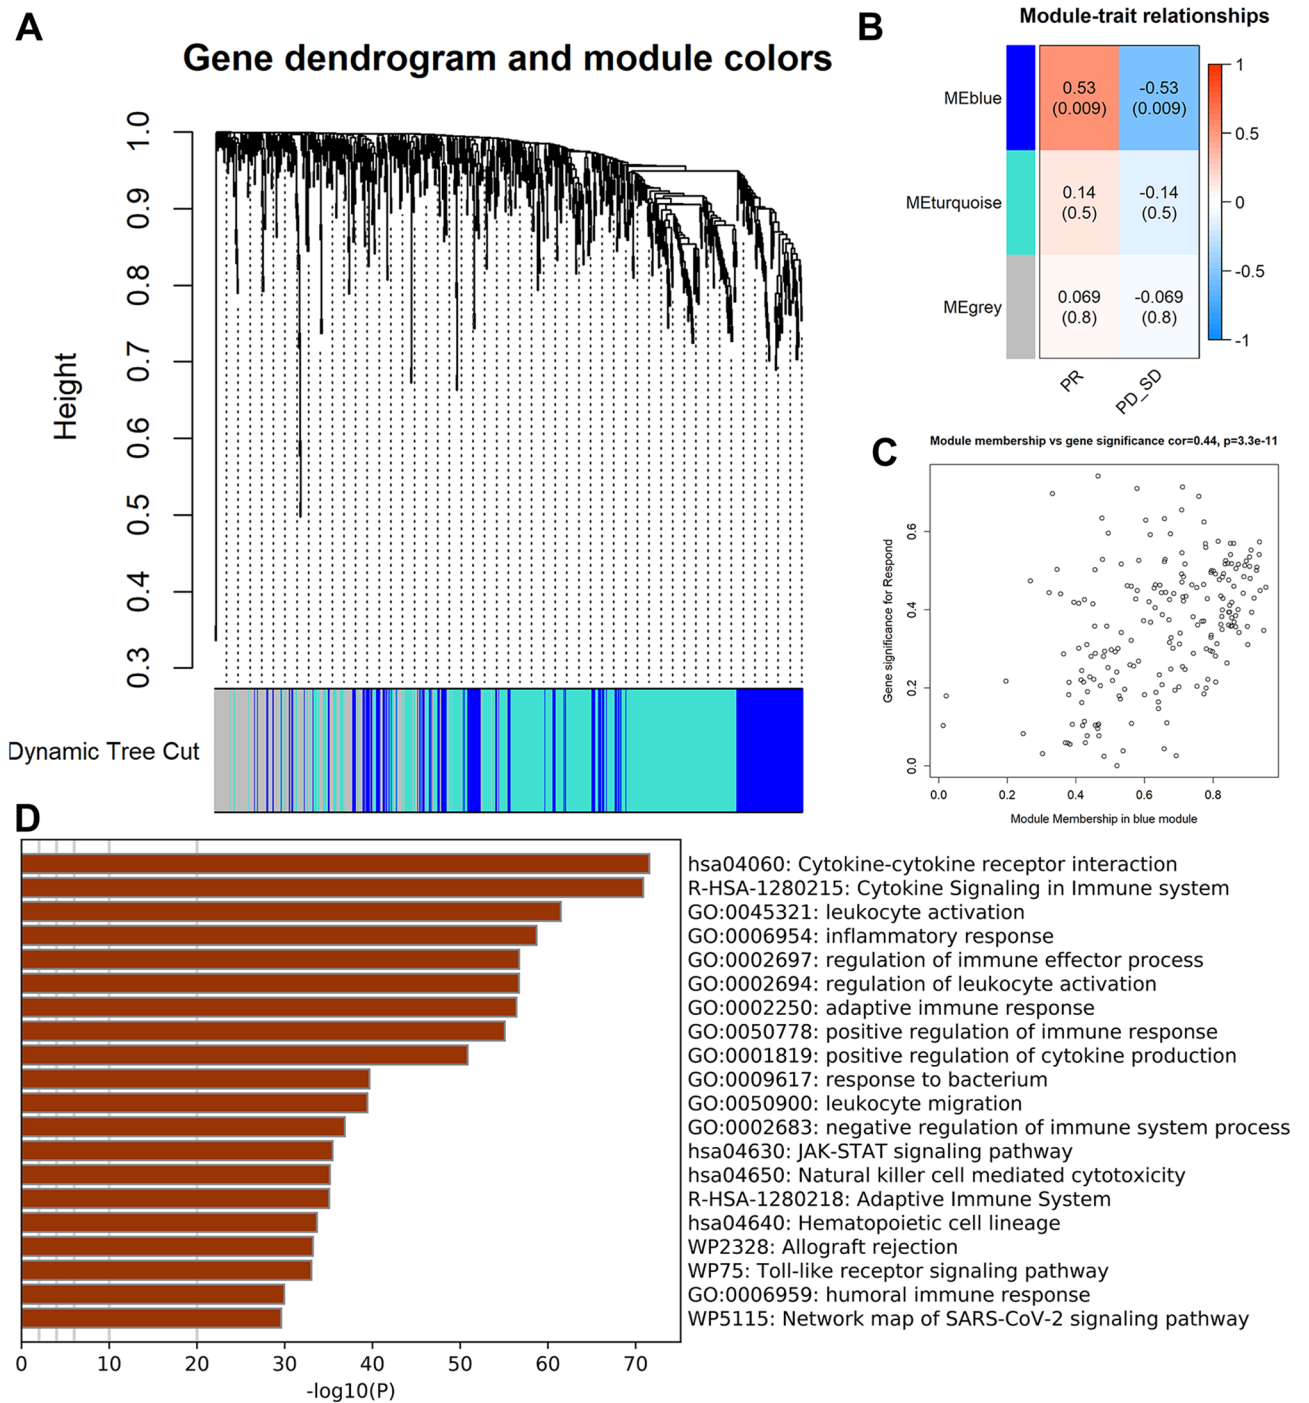 A
Gene dendrogram and module colors
Height
1.0
0.9
0.8
0.7
0.6
0.5
0.4
0.3
Dynamic Tree Cut
B
Module-trait relationships
MEblue
0.53
(0.009)
-0.53
(0.009)
MEturquoise
0.14
(0.5)
-0.14
(0.5)
MEgrey
0.069
(0.8)
-0.069
(0.8)
PR
PD_SD
1
0.5
0
-0.5
-1
C
Module membership vs gene significance cor=0.44, p=3.3e-11
Gene significance for Respond
0.6
0.4
0.2
0.0
0.0 0.2 0.4 0.6 0.8
Module Membership in blue module
D
hsa04060: Cytokine-cytokine receptor interaction
R-HSA-1280215: Cytokine Signaling in Immune system
GO:0045321: leukocyte activation
GO:0006954: inflammatory response
GO:0002697: regulation of immune effector process
GO:0002694: regulation of leukocyte activation
GO:0002250: adaptive immune response
GO:0050778: positive regulation of immune response
GO:0001819: positive regulation of cytokine production
GO:0009617: response to bacterium
GO:0050900: leukocyte migration
GO:0002683: negative regulation of immune system process
hsa04630: JAK-STAT signaling pathway
hsa04650: Natural killer cell mediated cytotoxicity
R-HSA-1280218: Adaptive Immune System
hsa04640: Hematopoietic cell lineage
WP2328: Allograft rejection
WP75: Toll-like receptor signaling pathway
GO:0006959: humoral immune response
WP5115: Network map of SARS-CoV-2 signaling pathway
0 10 20 30 40 50 60 70
-log10(P)